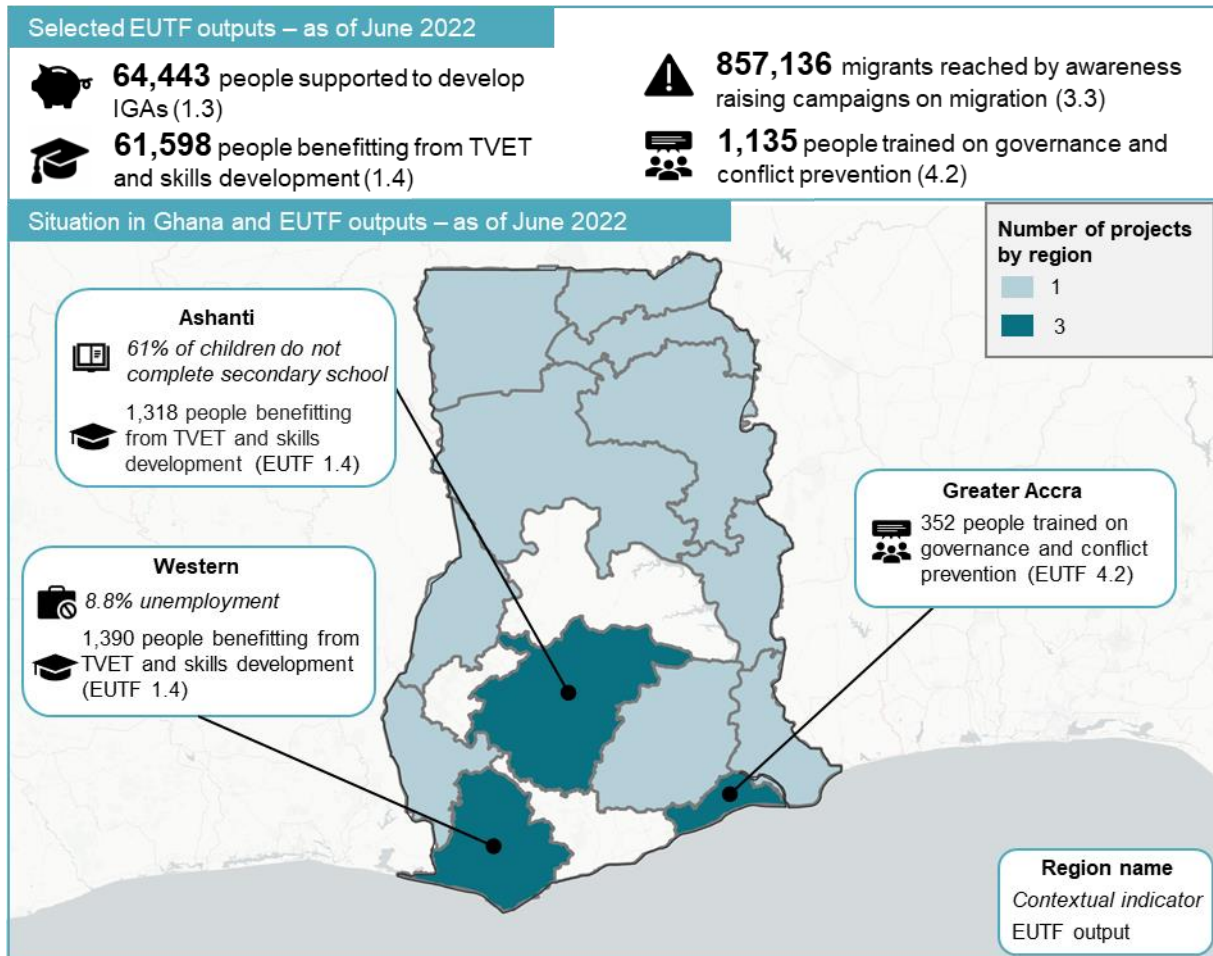 Selected EUTF outputs – as of June 2022
64,443 people supported to develop
IGAs (1.3)
61,598 people benefitting from TVET
and skills development (1.4)
857,136 migrants reached by awareness
raising campaigns on migration (3.3)
1,135 people trained on governance and
conflict prevention (4.2)
Situation in Ghana and EUTF outputs – as of June 2022
Number of projects
by region
1
3
Ashanti
61% of children do not
complete secondary school
1,318 people benefitting
from TVET and skills
development (EUTF 1.4)
Western
8.8% unemployment
1,390 people benefitting from
TVET and skills development
(EUTF 1.4)
Greater Accra
352 people trained on
governance and conflict
prevention (EUTF 4.2)
Region name
Contextual indicator
EUTF output